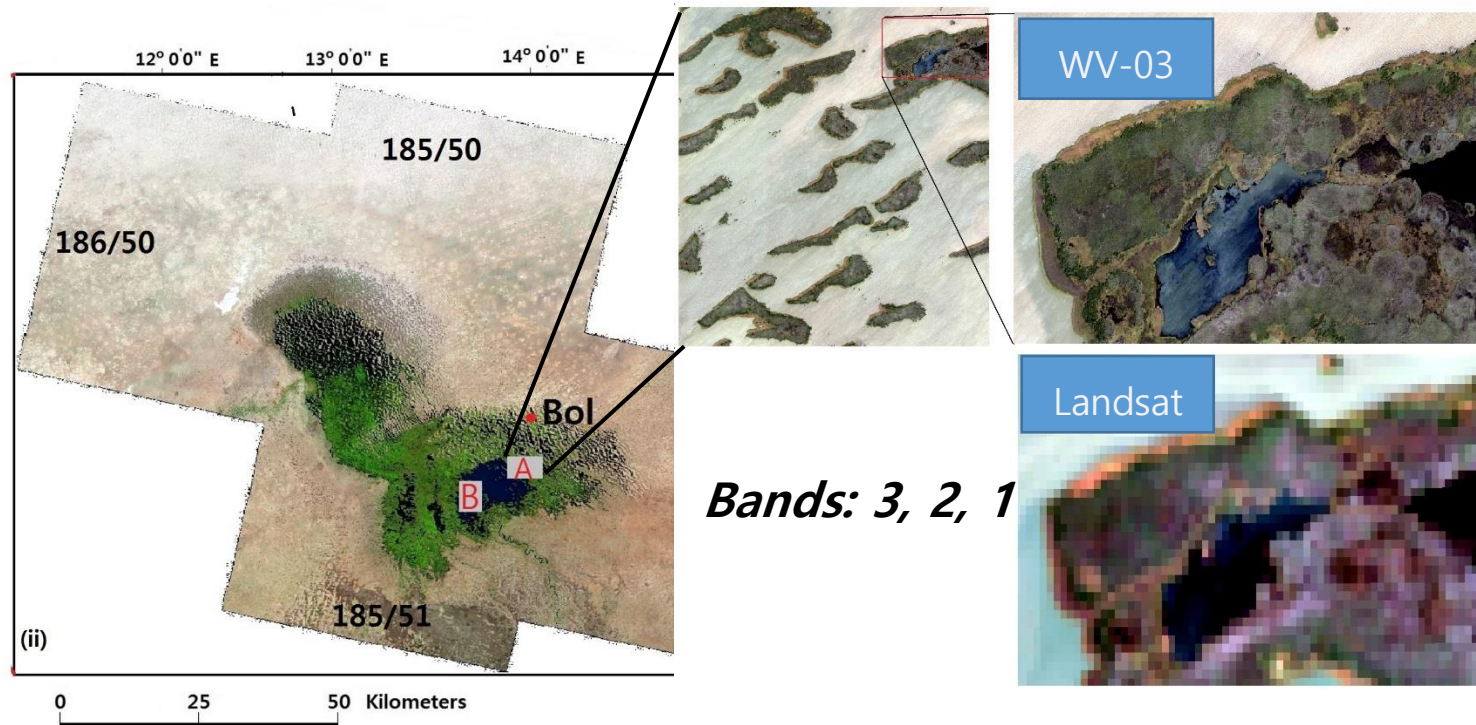 12° 0'0" E
13° 0'0" E
14° 0'0" E
185/50
186/50
Bol
A
B
185/51
(ii)
0 25 50 Kilometers
WV-03
Landsat
Bands: 3, 2, 1